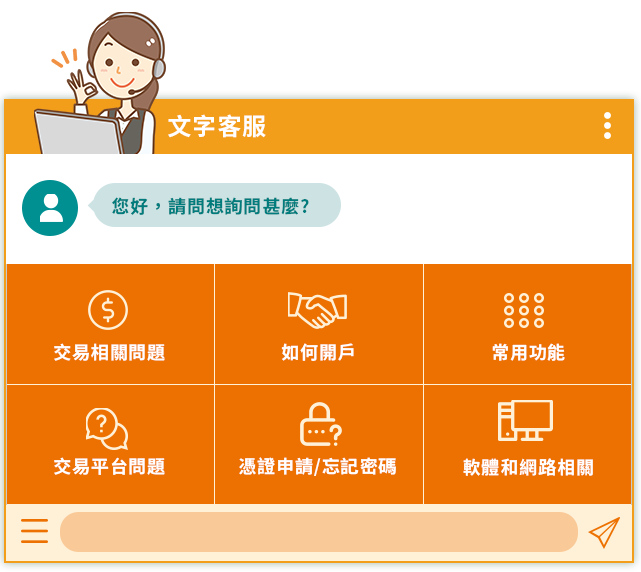 文字客服
您好，請問想詢問甚麼?
交易相關問題
如何開戶
常用功能
交易平台問題
憑證申請/忘記密碼
軟體和網路相關